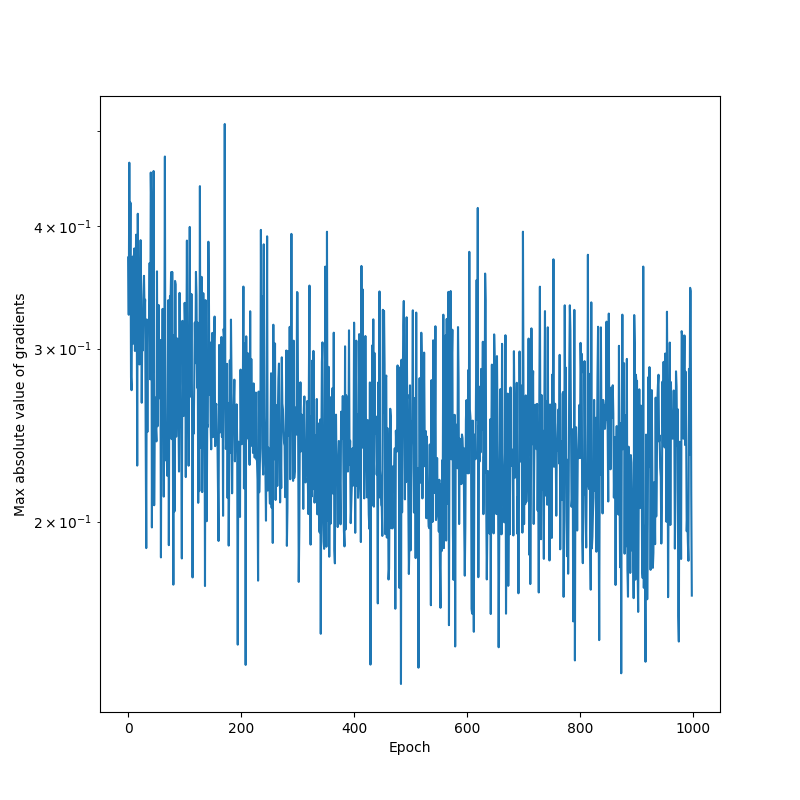 Max absolute value of gradients
4 × 10⁻¹
3 × 10⁻¹
2 × 10⁻¹
0 200 400 600 800 1000
Epoch